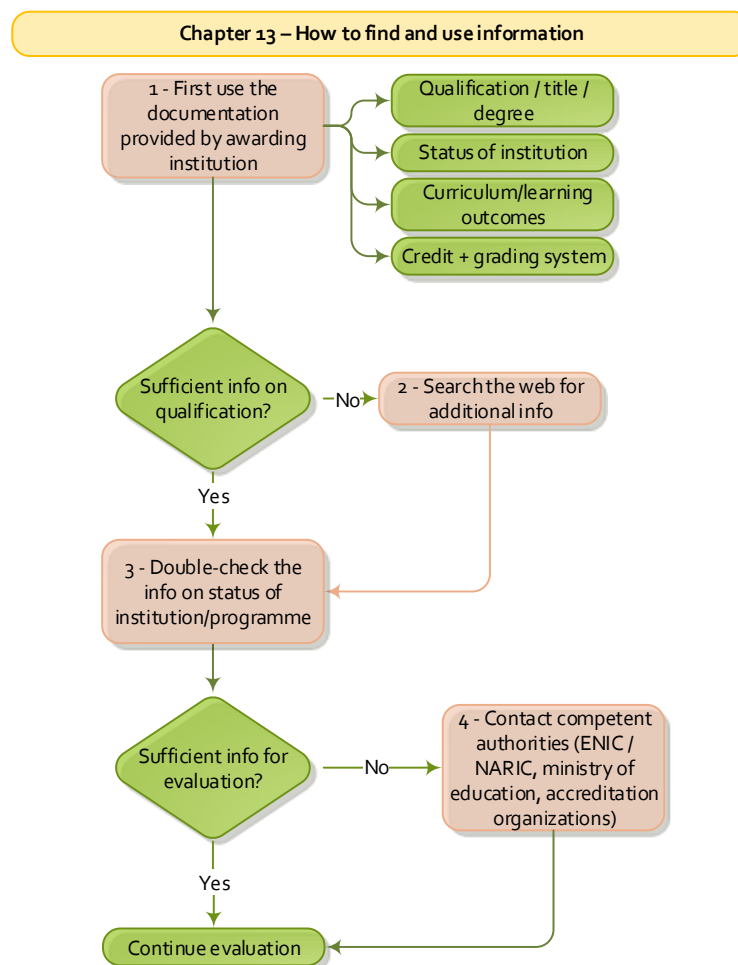 Chapter 13 – How to find and use information
1 - First use the
documentation
provided by awarding
institution
Qualification / title /
degree
Status of institution
Curriculum/learning
outcomes
Credit + grading system
Sufficient info on
qualification?
No
2 - Search the web for
additional info
Yes
3 - Double-check the
info on status of
institution/programme
Sufficient info for
evaluation?
No
4 - Contact competent
authorities (ENIC /
NARIC, ministry of
education, accreditation
organizations)
Yes
Continue evaluation